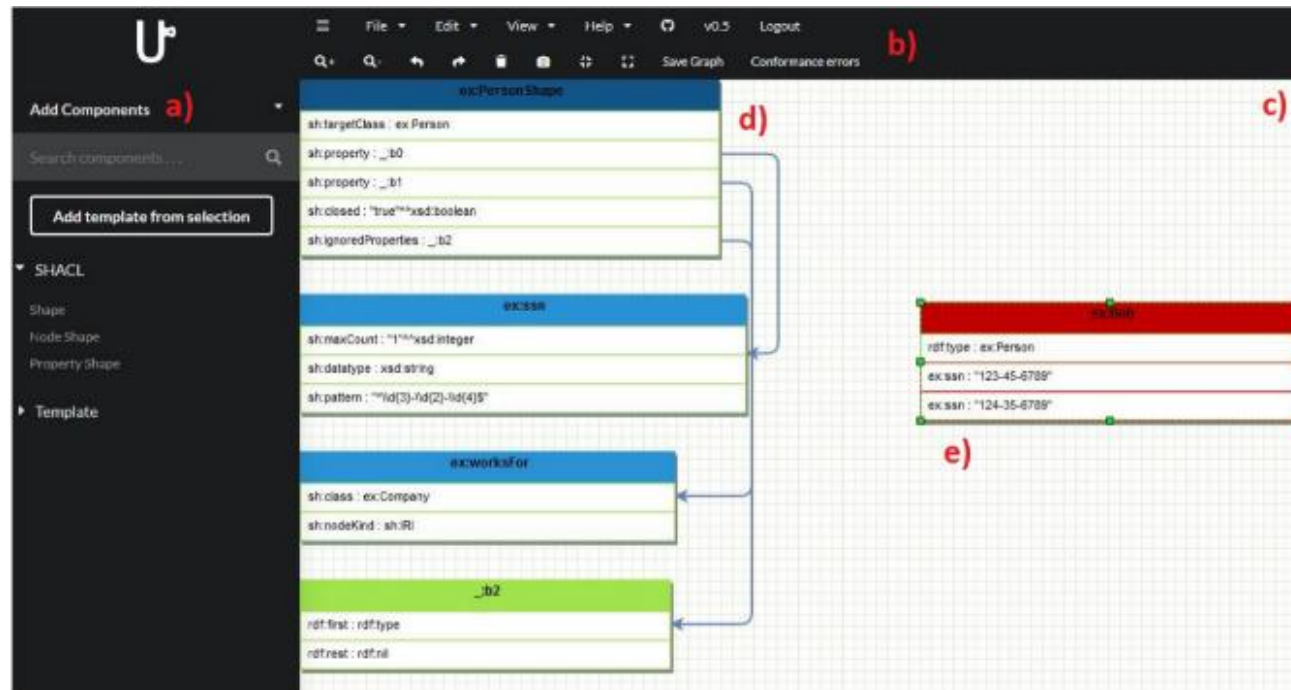 File Edit View Help v0.5 Logout
b)
Save Graph Conformance errors
Add Components a)
Search components . . . .
Add template from selection
SHACL
Shape
Node Shape
Property Shape
Template
ex:PersonShape
sh:targetClass : ex:Person
sh:property : _:b0
sh:property : _:b1
sh:closed : "true"^^xsd:boolean
sh:ignoredProperties : _:b2
d)
c)
ex:ssn
sh:maxCount : "1"^^xsd:integer
sh:datatype : xsd:string
sh:pattern : "^\\d{3}-\\d{2}-\\d{4}$"
ex:worksFor
sh:class : ex:Company
sh:nodeKind : sh:IRI
_:b2
rdf:first : rdf:type
rdf:rest : rdf:nil
ex:Bob
rdf:type : ex:Person
ex:ssn : "123-45-6789"
ex:ssn : "124-35-6789"
e)